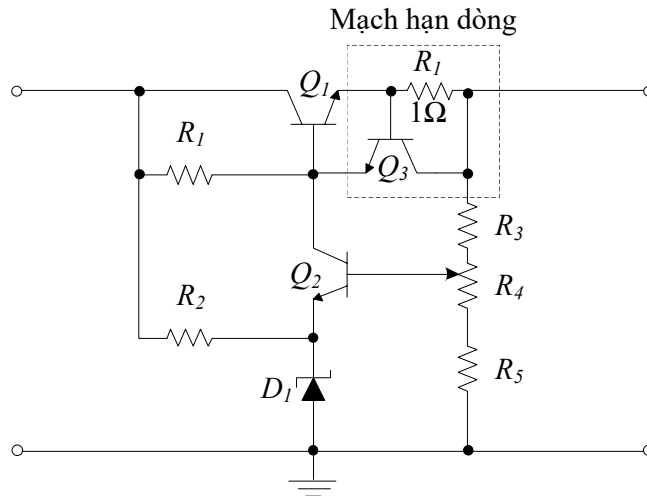 Mạch hạn dòng
Q1
R1
1Ω
R1
Q3
R3
Q2
R4
R2
R5
D1